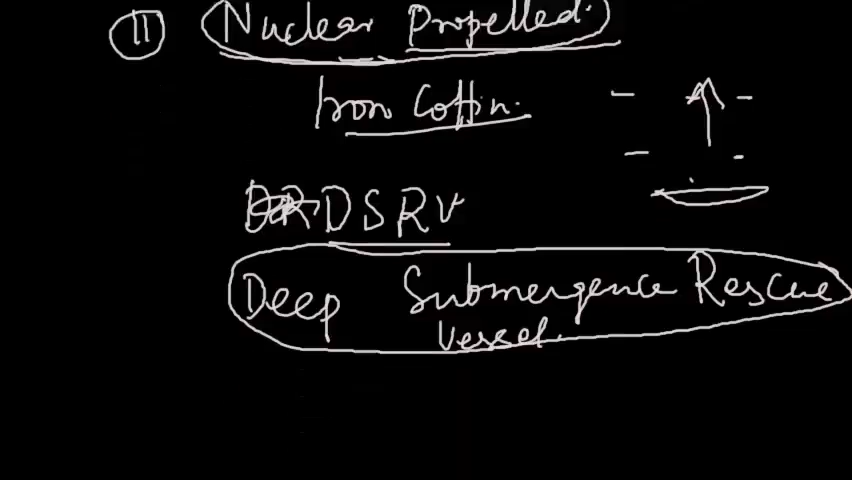 11 Nuclear Propelled.
Iron Coffin.
DSRV
Deep Submergence Rescue
Vessel.